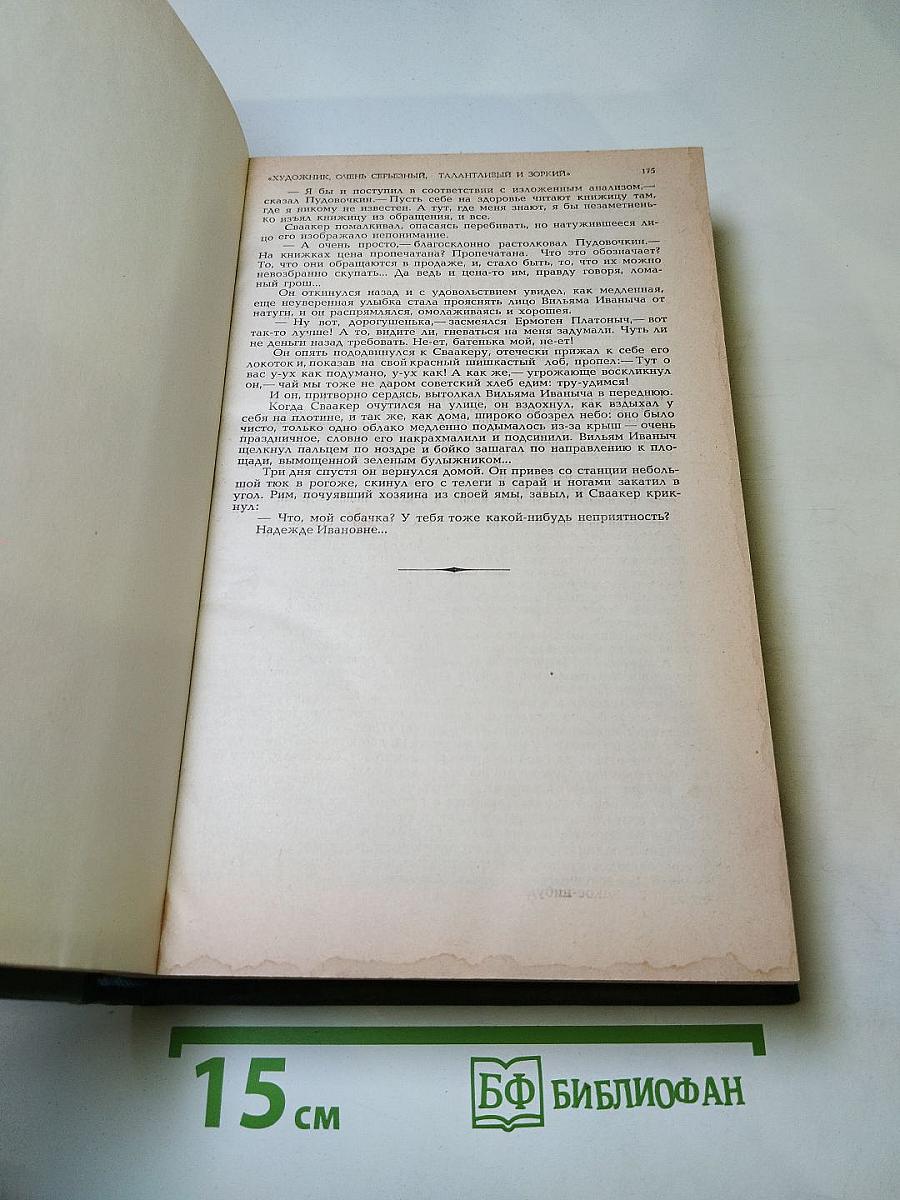 «ХУДОЖНИК, ОЧЕНЬ СЕРЬЕЗНЫЙ, ТАЛАНТЛИВЫЙ И ЗОРКИЙ» 175
— Я бы и поступил в соответствии с изложенным анализом,—
сказал Пудовочкин.— Пусть себе на здоровье читают книжицу там,
где я никому не известен. А тут, где меня знают, я бы незаметнень-
ко изъял книжицу из обращения, и все.
Сваакер помалкивал, опасаясь перебивать, но натужившееся ли-
цо его изображало непонимание.
— А очень просто,— благосклонно растолковал Пудовочкин.—
На книжках цена пропечатана? Пропечатана. Что это обозначает?
То, что они обращаются в продаже, и, стало быть, то, что их можно
невозбранно скупать... Да ведь и цена-то им, правду говоря, лома-
ный грош...
Он откинулся назад и с удовольствием увидел, как медленная,
еще неуверенная улыбка стала прояснять лицо Вильяма Иваныча от
натуги, и он распрямлялся, омолаживаясь и хорошея.
— Ну вот, дорогушенька,— засмеялся Ермоген Платоныч,— вот
так-то лучше! А то, видите ли, гневаться на меня задумали. Чуть ли
не деньги назад требовать. Не-ет, батенька мой, не-ет!
Он опять пододвинулся к Сваакеру, отечески прижал к себе его
локоток и, показав на свой красный шишкастый лоб, пропел:— Тут о
вас у-ух как подумано, у-ух как! А как же,— угрожающе воскликнул
он,— чай мы тоже не даром советский хлеб едим: тру-удимся!
И он, притворно сердясь, вытолкал Вильяма Иваныча в переднюю.
Когда Сваакер очутился на улице, он вздохнул, как вздыхал у
себя на плотине, и так же, как дома, широко обозрел небо: оно было
чисто, только одно облако медленно подымалось из-за крыш — очень
праздничное, словно его накрахмалили и подсинили. Вильям Иваныч
щелкнул пальцем по ноздре и бойко зашагал по направлению к пло-
щади, вымощенной зеленым булыжником...
Три дня спустя он вернулся домой. Он привез со станции неболь-
шой тюк в рогоже, скинул его с телеги в сарай и ногами закатил в
угол. Рим, почуявший хозяина из своей ямы, завыл, и Сваакер крик-
нул:
— Что, мой собачка? У тебя тоже какой-нибудь неприятность?
Надежде Ивановне...
15 см
БФ БИБЛИОФАН